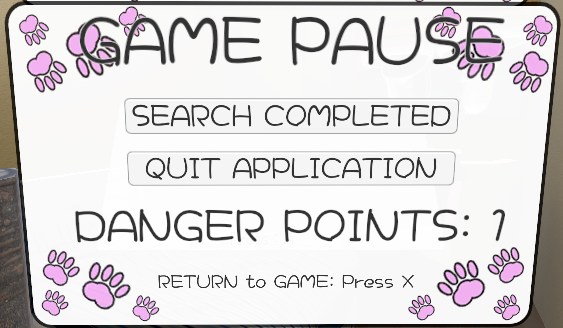 GAME PAUSE
SEARCH COMPLETED
QUIT APPLICATION
DANGER POINTS: 1
RETURN to GAME: Press X